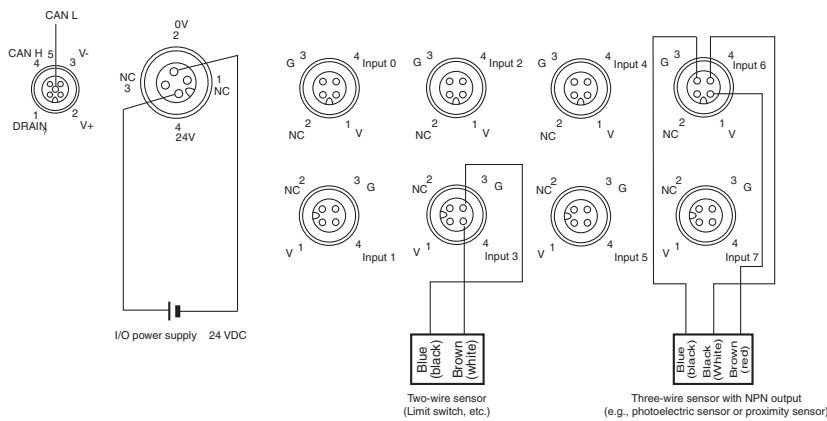 CAN L
CAN H 5 V-
4 3
1 2
DRAIN V+
?
0V
2
NC
3
1
NC
4
24V
I/O power supply 24 VDC
G 3 4 Input 0
NC 2 1 V
G 3 4 Input 2
NC 2 1 V
G 3 4 Input 4
NC 2 1 V
G 3 4 Input 6
NC 2 1 V
NC 2 3 G
V 1 4 Input 1
NC 2 3 G
V 1 4 Input 3
NC 2 3 G
V 1 4 Input 5
NC 2 3 G
V 1 4 Input 7
Blue
(black)
Brown
(white)
Two-wire sensor
(Limit switch, etc.)
Blue
(black)
Black
(White)
Brown
(red)
Three-wire sensor with NPN output
(e.g., photoelectric sensor or proximity sensor)